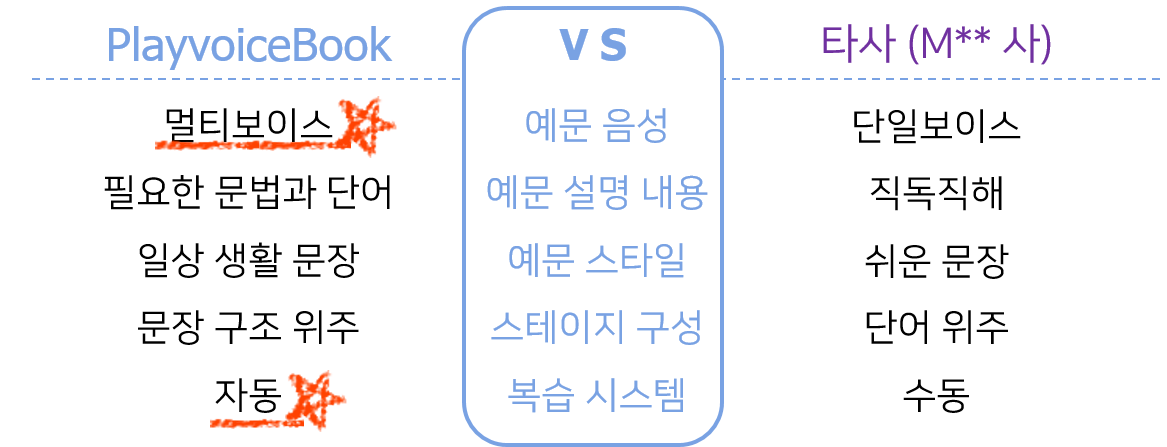 PlayvoiceBook VS 타사 (M** 사)
멀티보이스 예문 음성 단일보이스
필요한 문법과 단어 예문 설명 내용 직독직해
일상 생활 문장 예문 스타일 쉬운 문장
문장 구조 위주 스테이지 구성 단어 위주
자동 복습 시스템 수동